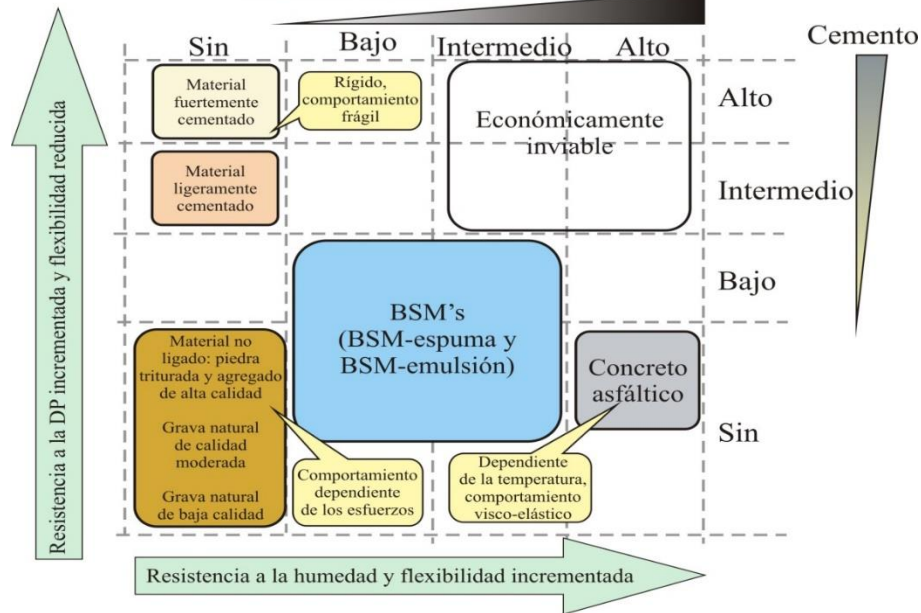 Cemento
Sin
Bajo
Intermedio
Alto
Material
fuertemente
cementado
Rígido,
comportamiento
frágil
Económicamente
inviable
Alto
Material
ligeramente
cementado
Intermedio
BSM's
(BSM-espuma y
BSM-emulsión)
Bajo
Material no
ligado: piedra
triturada y agregado
de alta calidad
Grava natural
de calidad
moderada
Grava natural
de baja calidad
Concreto
asfáltico
Sin
Comportamiento
dependiente
de los esfuerzos
Dependiente
de la temperatura,
comportamiento
visco-elástico
Resistencia a la DP incrementada y flexibilidad reducida
Resistencia a la humedad y flexibilidad incrementada